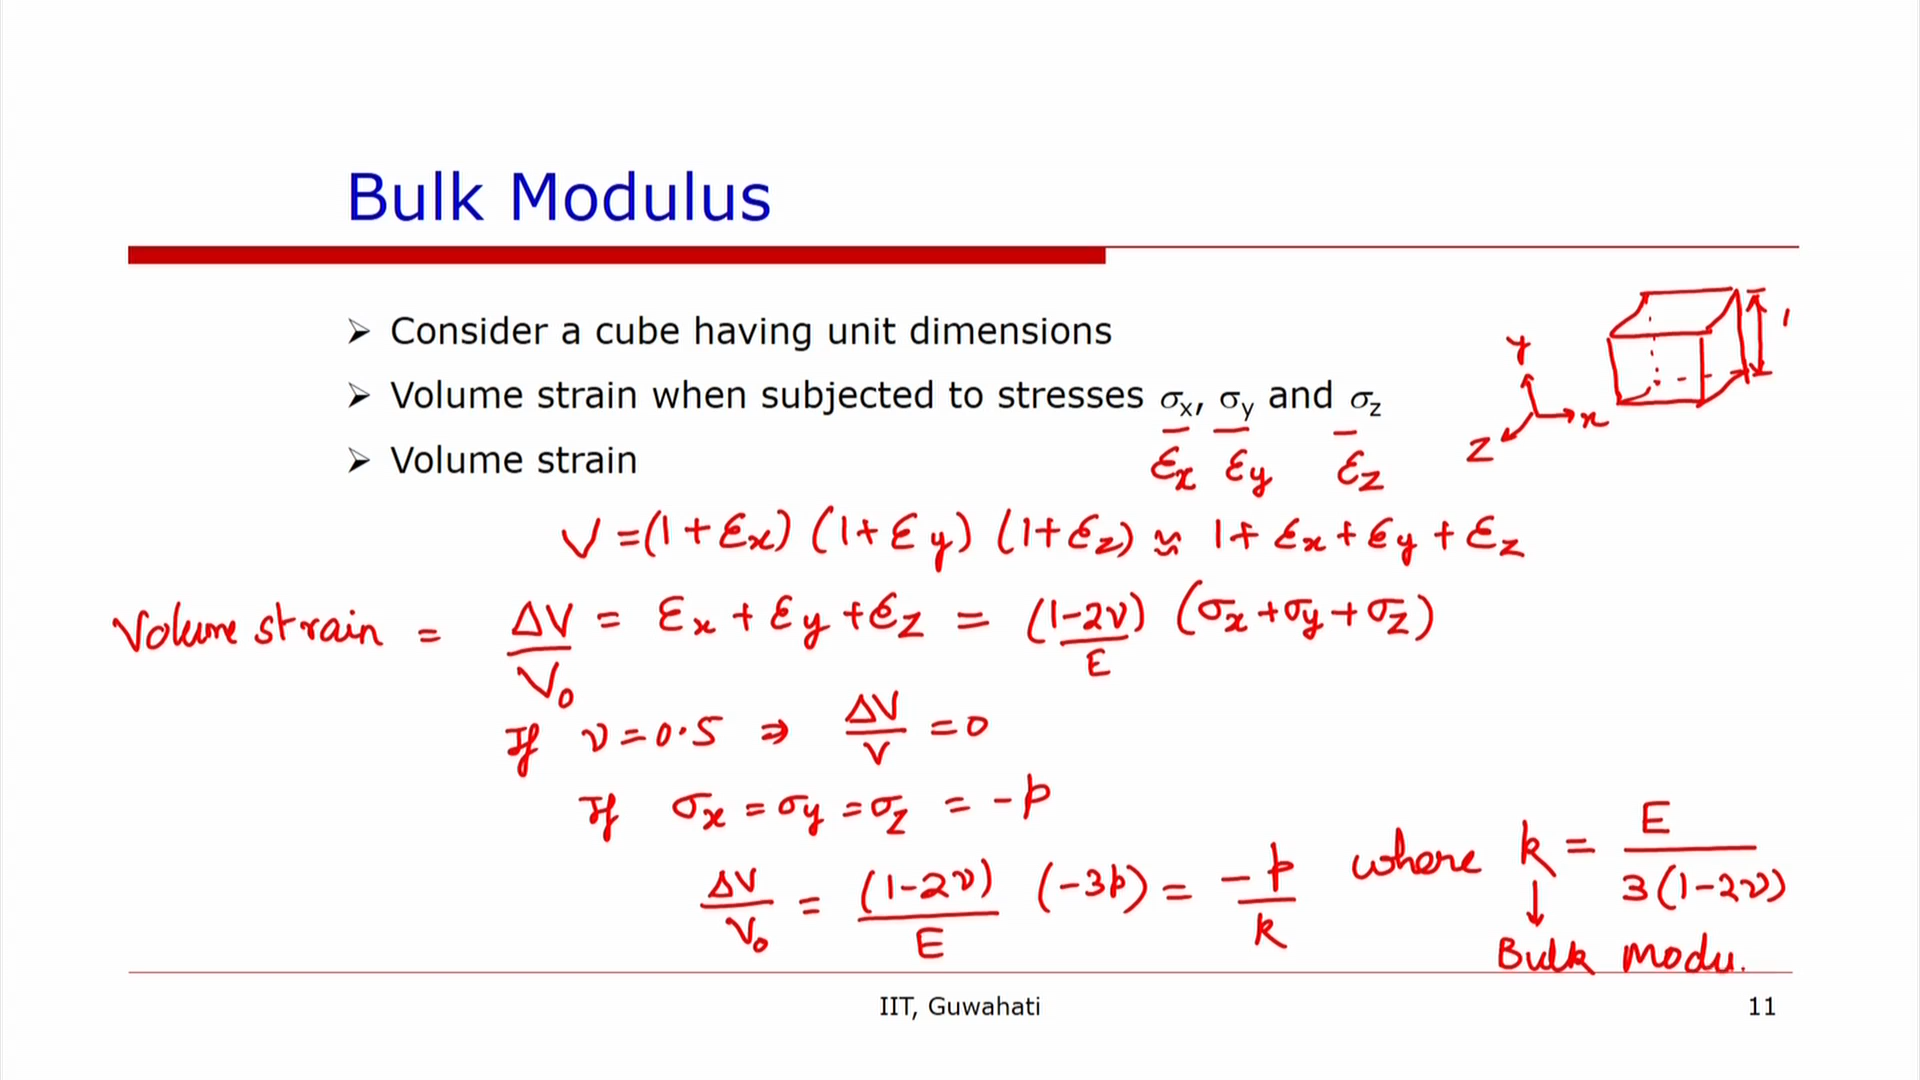 Bulk Modulus
➢ Consider a cube having unit dimensions
1
Y
x
Z
➢ Volume strain when subjected to stresses σx, σy and σz
➢ Volume strain
εx εy εz
V = (1+εx) (1+εy) (1+εz) ≈ 1+ εx + εy + εz
Volume strain = ΔV/V₀ = εx + εy + εz = (1-2ν)/E (σx + σy + σz)
If ν = 0.5 ⇒ ΔV/V = 0
If σx = σy = σz = -p
ΔV/V₀ = (1-2ν)/E (-3p) = -p/k where k = E/3(1-2ν)
↓
Bulk Modu.
IIT, Guwahati
11